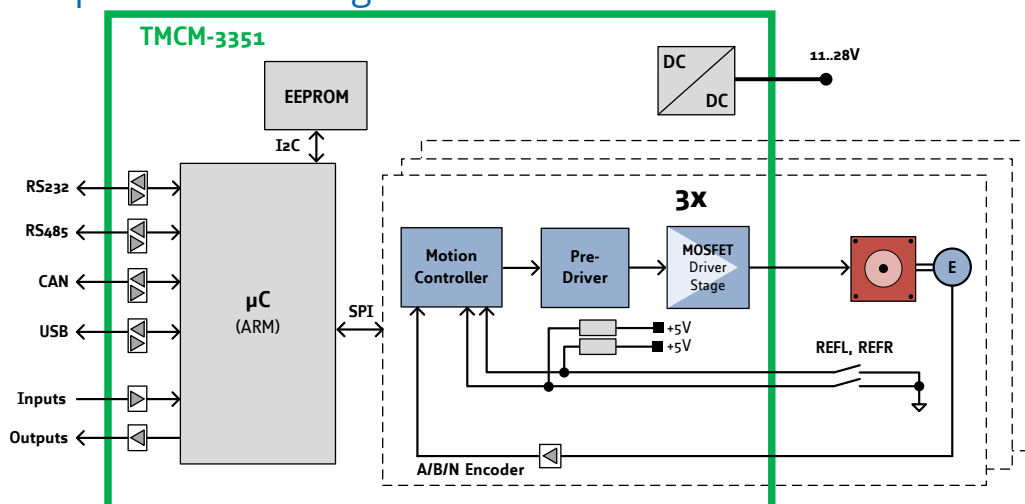 TMCM-3351
DC
DC
11..28V
EEPROM
I2C
RS232
RS485
CAN
USB
Inputs
Outputs
µC
(ARM)
SPI
3x
Motion
Controller
Pre-
Driver
MOSFET
Driver
Stage
E
+5V
+5V
REFL, REFR
A/B/N Encoder